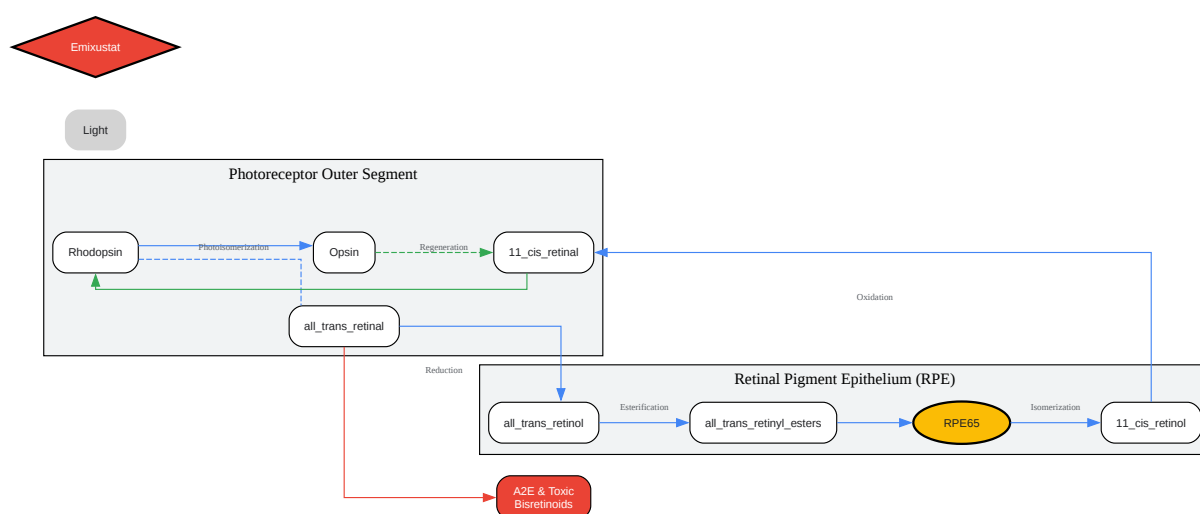 Emixustat
Light
Photoreceptor Outer Segment
Rhodopsin
Photoisomerization
Opsin
Regeneration
11_cis_retinal
Oxidation
all_trans_retinal
Reduction
Retinal Pigment Epithelium (RPE)
all_trans_retinol
Esterification
all_trans_retinyl_esters
RPE65
Isomerization
11_cis_retinol
A2E & Toxic
Bisretinoids